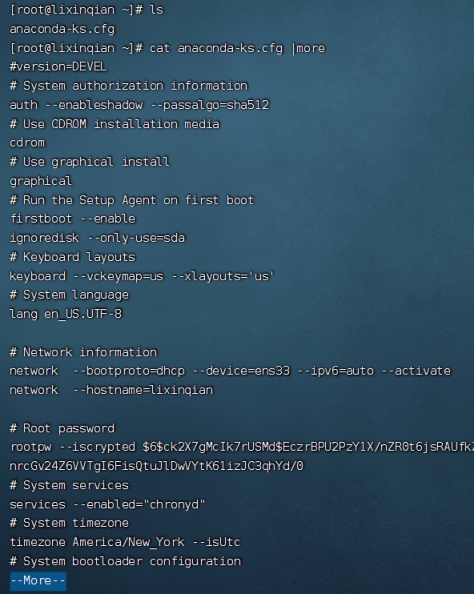 [root@lixinqian ~]# ls
anaconda-ks.cfg
[root@lixinqian ~]# cat anaconda-ks.cfg |more
#version=DEVEL
# System authorization information
auth --enableshadow --passalgo=sha512
# Use CDROM installation media
cdrom
# Use graphical install
graphical
# Run the Setup Agent on first boot
firstboot --enable
ignoredisk --only-use=sda
# Keyboard layouts
keyboard --vckeymap=us --xlayouts='us'
# System language
lang en_US.UTF-8

# Network information
network  --bootproto=dhcp --device=ens33 --ipv6=auto --activate
network  --hostname=lixinqian

# Root password
rootpw --iscrypted $6$ck2X7gMcIk7rUSMd$EczrBPU2PzY1X/nZR0t6jsRAUfk
nrcGv24Z6VVTgI6FisQtuJlDwVYtK61izJC3qhYd/0
# System services
services --enabled="chronyd"
# System timezone
timezone America/New_York --isUtc
# System bootloader configuration
--More--